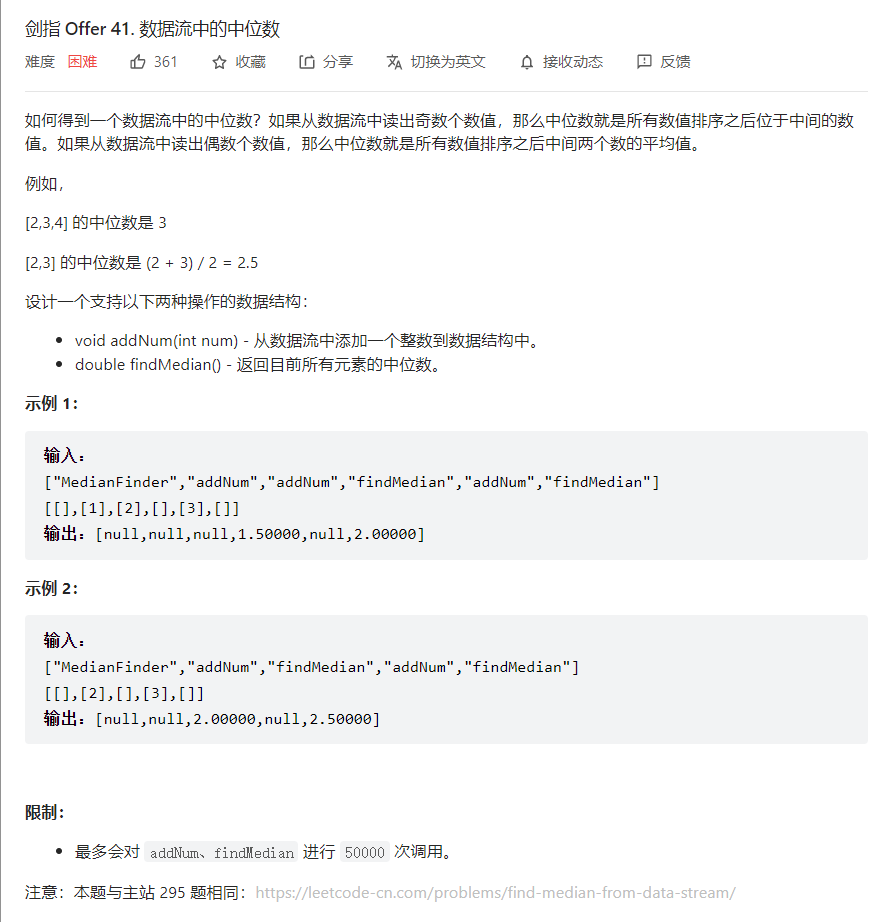 剑指 Offer 41. 数据流中的中位数
难度 困难 361 收藏 分享 切换为英文 接收动态 反馈
如何得到一个数据流中的中位数？如果从数据流中读出奇数个数值，那么中位数就是所有数值排序之后位于中间的数
值。如果从数据流中读出偶数个数值，那么中位数就是所有数值排序之后中间两个数的平均值。
例如，
[2,3,4] 的中位数是 3
[2,3] 的中位数是 (2 + 3) / 2 = 2.5
设计一个支持以下两种操作的数据结构：
• void addNum(int num) - 从数据流中添加一个整数到数据结构中。
• double findMedian() - 返回目前所有元素的中位数。
示例 1：
输入：
["MedianFinder","addNum","addNum","findMedian","addNum","findMedian"]
[[],[1],[2],[],[3],[]]
输出：[null,null,null,1.50000,null,2.00000]
示例 2：
输入：
["MedianFinder","addNum","findMedian","addNum","findMedian"]
[[],[2],[],[3],[]]
输出：[null,null,2.00000,null,2.50000]
限制：
• 最多会对 addNum、findMedian 进行 50000 次调用。
注意：本题与主站 295 题相同：https://leetcode-cn.com/problems/find-median-from-data-stream/